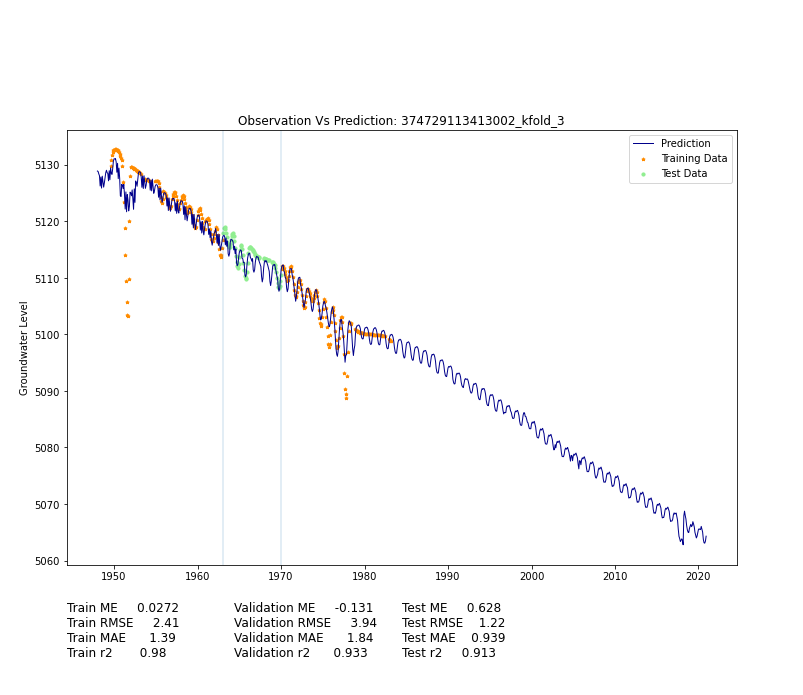 Observation Vs Prediction: 374729113413002_kfold_3
Prediction
Training Data
Test Data
Groundwater Level
5130
5120
5110
5100
5090
5080
5070
5060
1950 1960 1970 1980 1990 2000 2010 2020
Train ME 0.0272 Validation ME -0.131 Test ME 0.628
Train RMSE 2.41 Validation RMSE 3.94 Test RMSE 1.22
Train MAE 1.39 Validation MAE 1.84 Test MAE 0.939
Train r2 0.98 Validation r2 0.933 Test r2 0.913